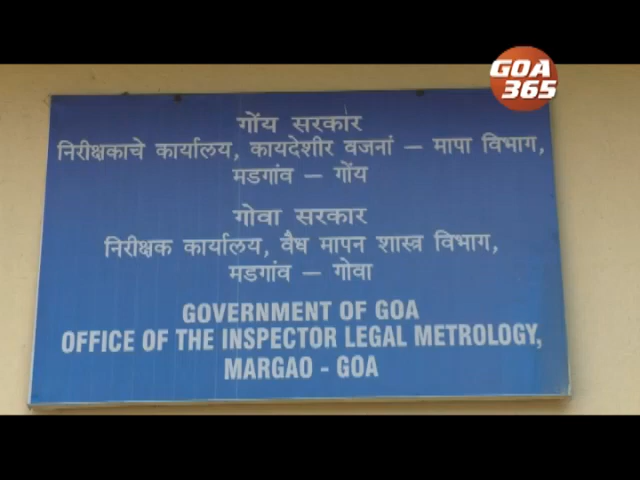 GOA
365
गोंय सरकार
निरीक्षकाचे कार्यालय, कायदेशीर वजनां – मापा विभाग,
मडगांव – गोंय
गोवा सरकार
निरीक्षक कार्यालय, वैध मापन शास्त्र विभाग,
मडगांव – गोवा
GOVERNMENT OF GOA
OFFICE OF THE INSPECTOR LEGAL METROLOGY,
MARGAO - GOA